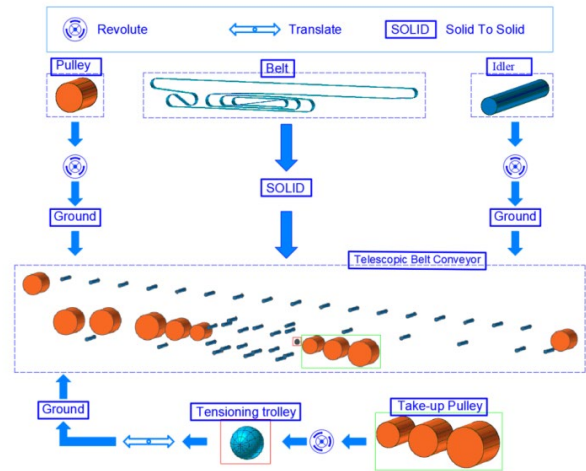 Revolute
Translate
SOLID
Solid To Solid
Pulley
Belt
Idler
SOLID
Ground
Ground
Telescopic Belt Conveyor
Ground
Tensioning trolley
Take-up Pulley